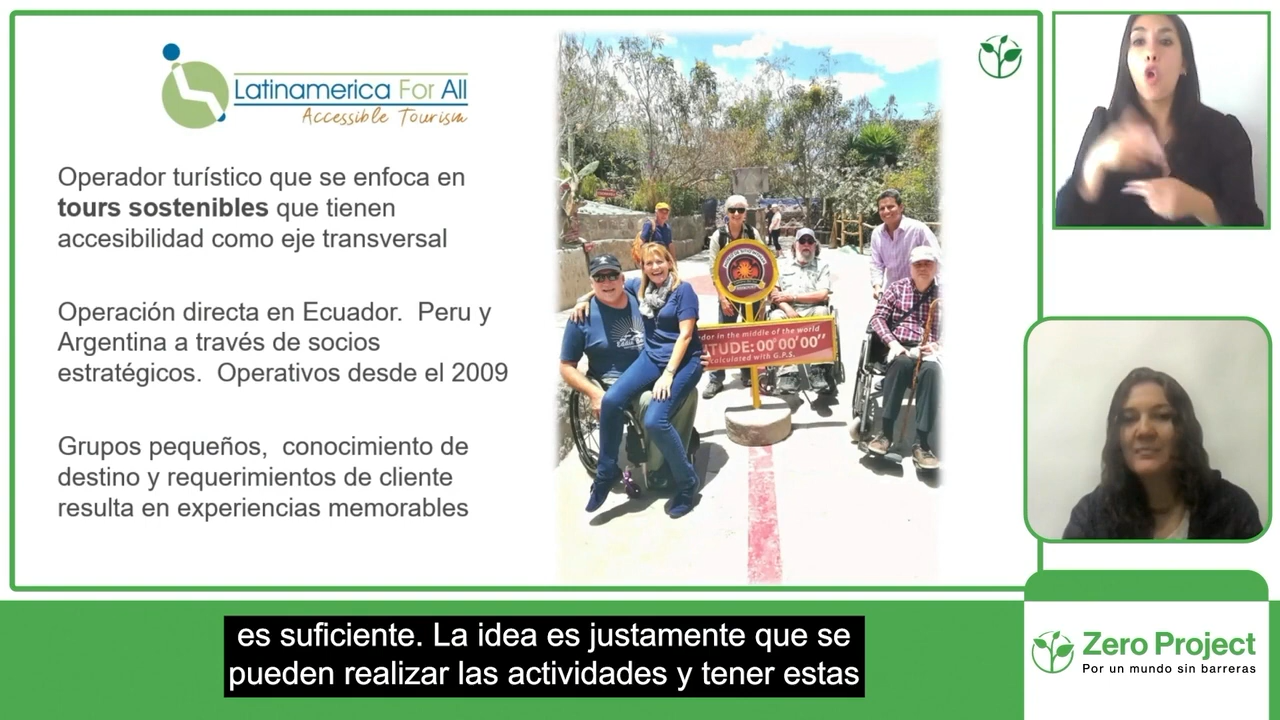 Latinamerica For All
Accessible Tourism
Operador turístico que se enfoca en
tours sostenibles que tienen
accesibilidad como eje transversal
Operación directa en Ecuador.  Peru y
Argentina a través de socios
estratégicos.  Operativos desde el 2009
Grupos pequeños,  conocimiento de
destino y requerimientos de cliente
resulta en experiencias memorables
dor in the middle of the world
TUDE: 00°00'00"
calculated with G.P.S.
es suficiente. La idea es justamente que se
pueden realizar las actividades y tener estas
Zero Project
Por un mundo sin barreras